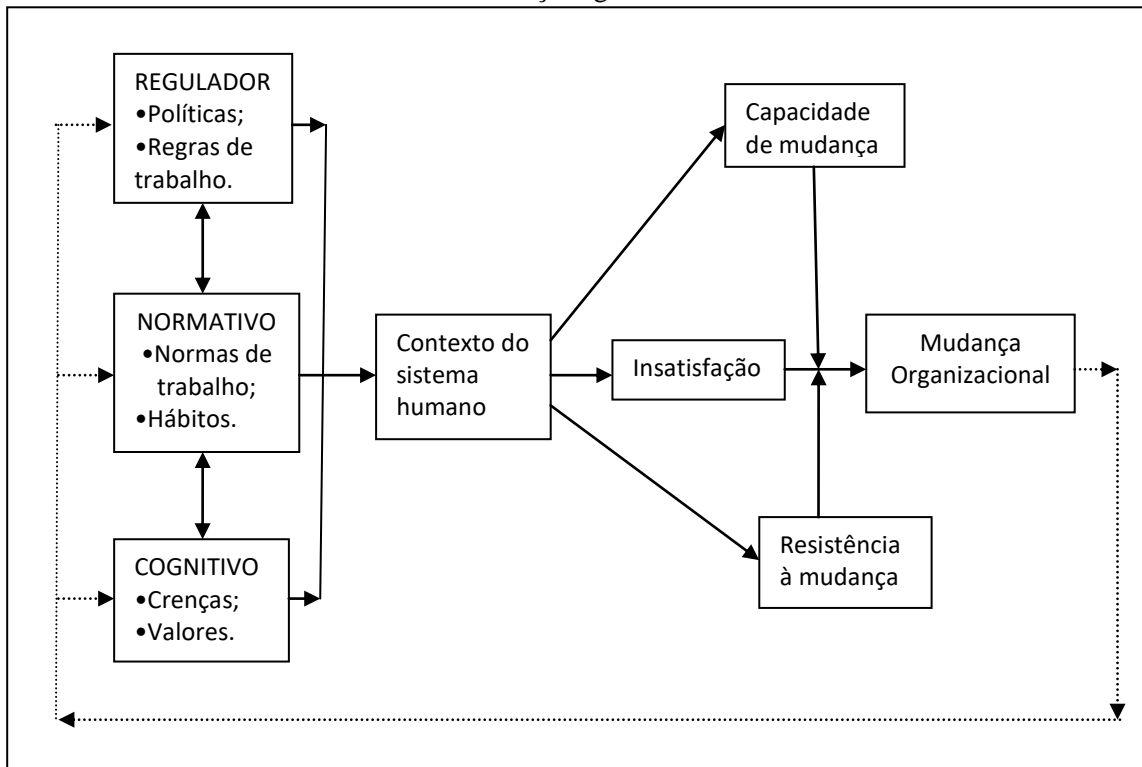 REGULADOR
•Políticas;
•Regras de
trabalho.
NORMATIVO
•Normas de
trabalho;
•Hábitos.
COGNITIVO
•Crenças;
•Valores.
Contexto do
sistema
humano
Capacidade
de mudança
Insatisfação
Resistência
à mudança
Mudança
Organizacional